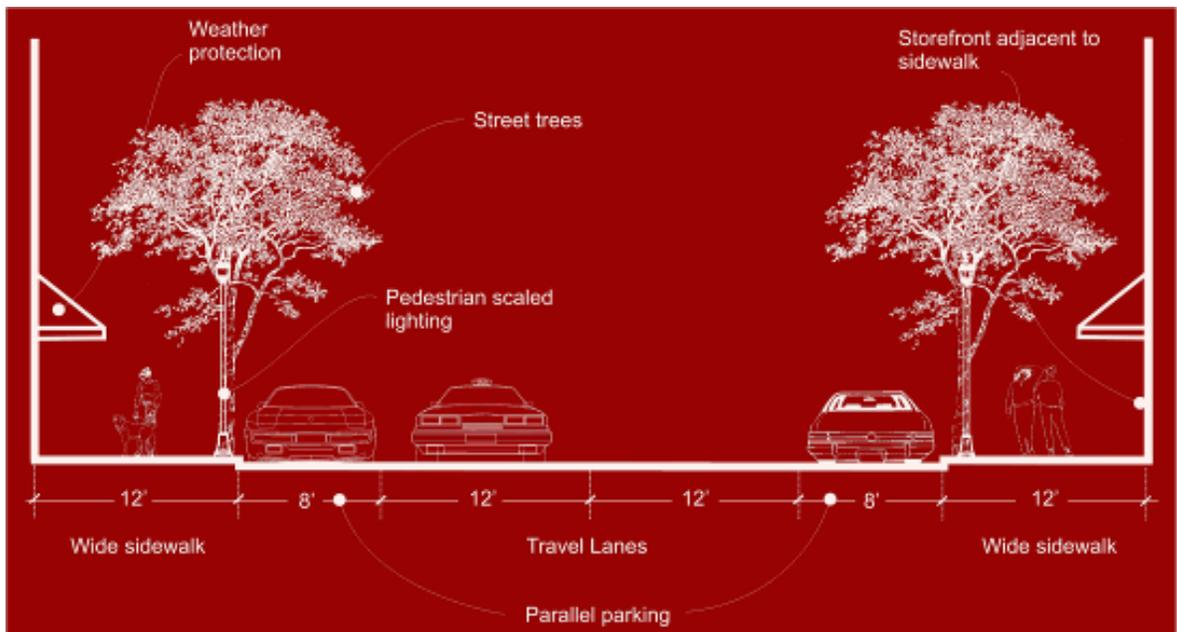 Weather
protection
Storefront adjacent to
sidewalk
Street trees
Pedestrian scaled
lighting
12’ 8’ 12’ 12’ 8’ 12’
Wide sidewalk Travel Lanes Wide sidewalk
Parallel parking